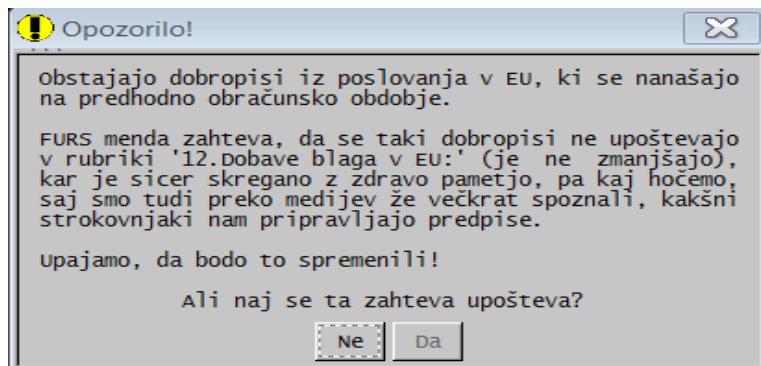 Opozorilo!
Obstajajo dobropisi iz poslovanja v EU, ki se nanašajo
na predhodno obračunsko obdobje.
FURS menda zahteva, da se taki dobropisi ne upoštevajo
v rubriki '12.Dobave blaga v EU:' (je ne zmanjšajo),
kar je sicer skregano z zdravo pametjo, pa kaj hočemo,
saj smo tudi preko medijev že večkrat spoznali, kakšni
strokovnjaki nam pripravljajo predpise.
Upajamo, da bodo to spremenili!
Ali naj se ta zahteva upošteva?
Ne Da